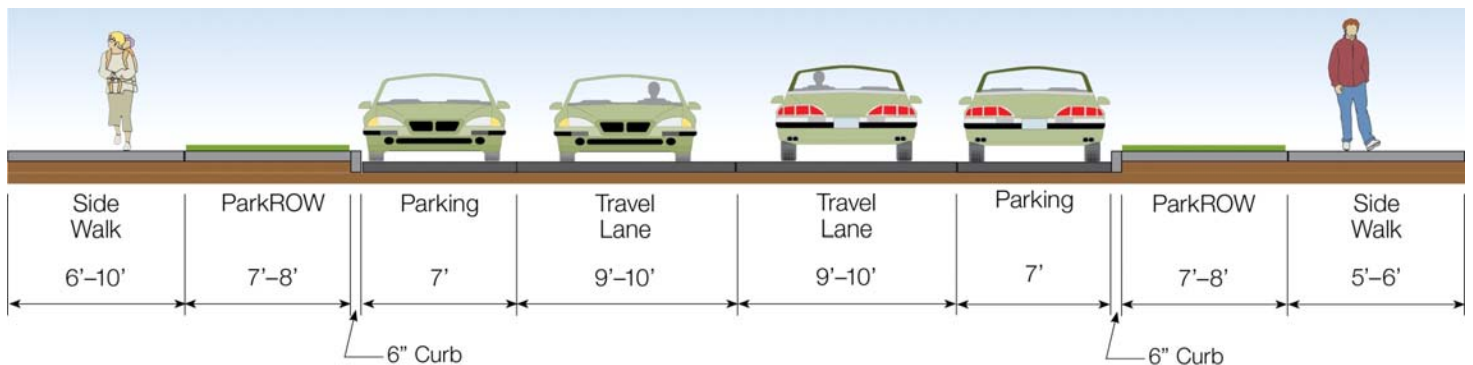 Side
Walk
ParkROW
Parking
Travel
Lane
Travel
Lane
Parking
ParkROW
Side
Walk
6’–10’
7’–8’
7’
9’–10’
9’–10’
7’
7’–8’
5’–6’
6” Curb
6” Curb